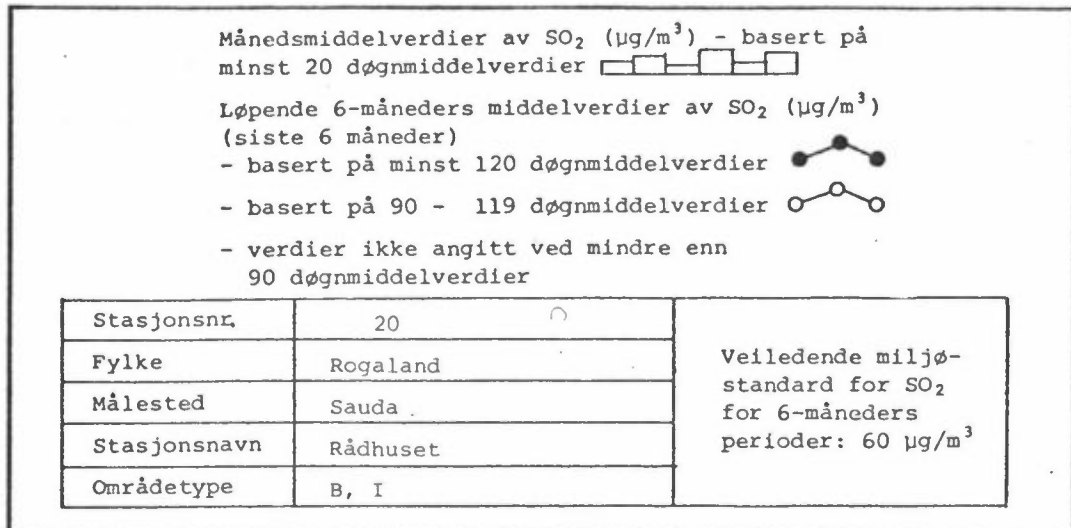 Månedsmiddelverdier av SO₂ (µg/m³) - basert på
minst 20 døgnmiddelverdier
Løpende 6-måneders middelverdier av SO₂ (µg/m³)
(siste 6 måneder)
- basert på minst 120 døgnmiddelverdier
- basert på 90 - 119 døgnmiddelverdier
- verdier ikke angitt ved mindre enn
90 døgnmiddelverdier
Stasjonsnr. 20
Fylke Rogaland
Målested Sauda
Stasjonsnavn Rådhuset
Områdetype B, I
Veiledende miljø-
standard for SO₂
for 6-måneders
perioder: 60 µg/m³